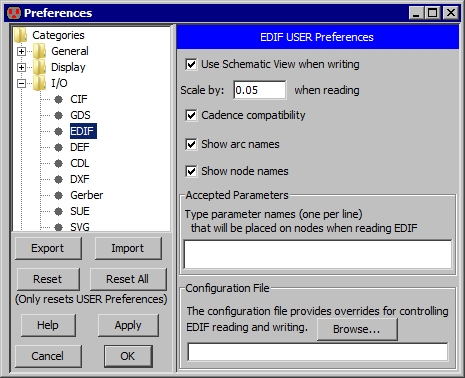 Preferences
Categories
General
Display
I/O
CIF
GDS
EDIF
DEF
CDL
DXF
Gerber
SUE
SVG
Export
Import
Reset
Reset All
(Only resets USER Preferences)
Help
Apply
Cancel
OK
EDIF USER Preferences
Use Schematic View when writing
Scale by: 0.05 when reading
Cadence compatibility
Show arc names
Show node names
Accepted Parameters
Type parameter names (one per line)
that will be placed on nodes when reading EDIF
Configuration File
The configuration file provides overrides for controlling
EDIF reading and writing. Browse...